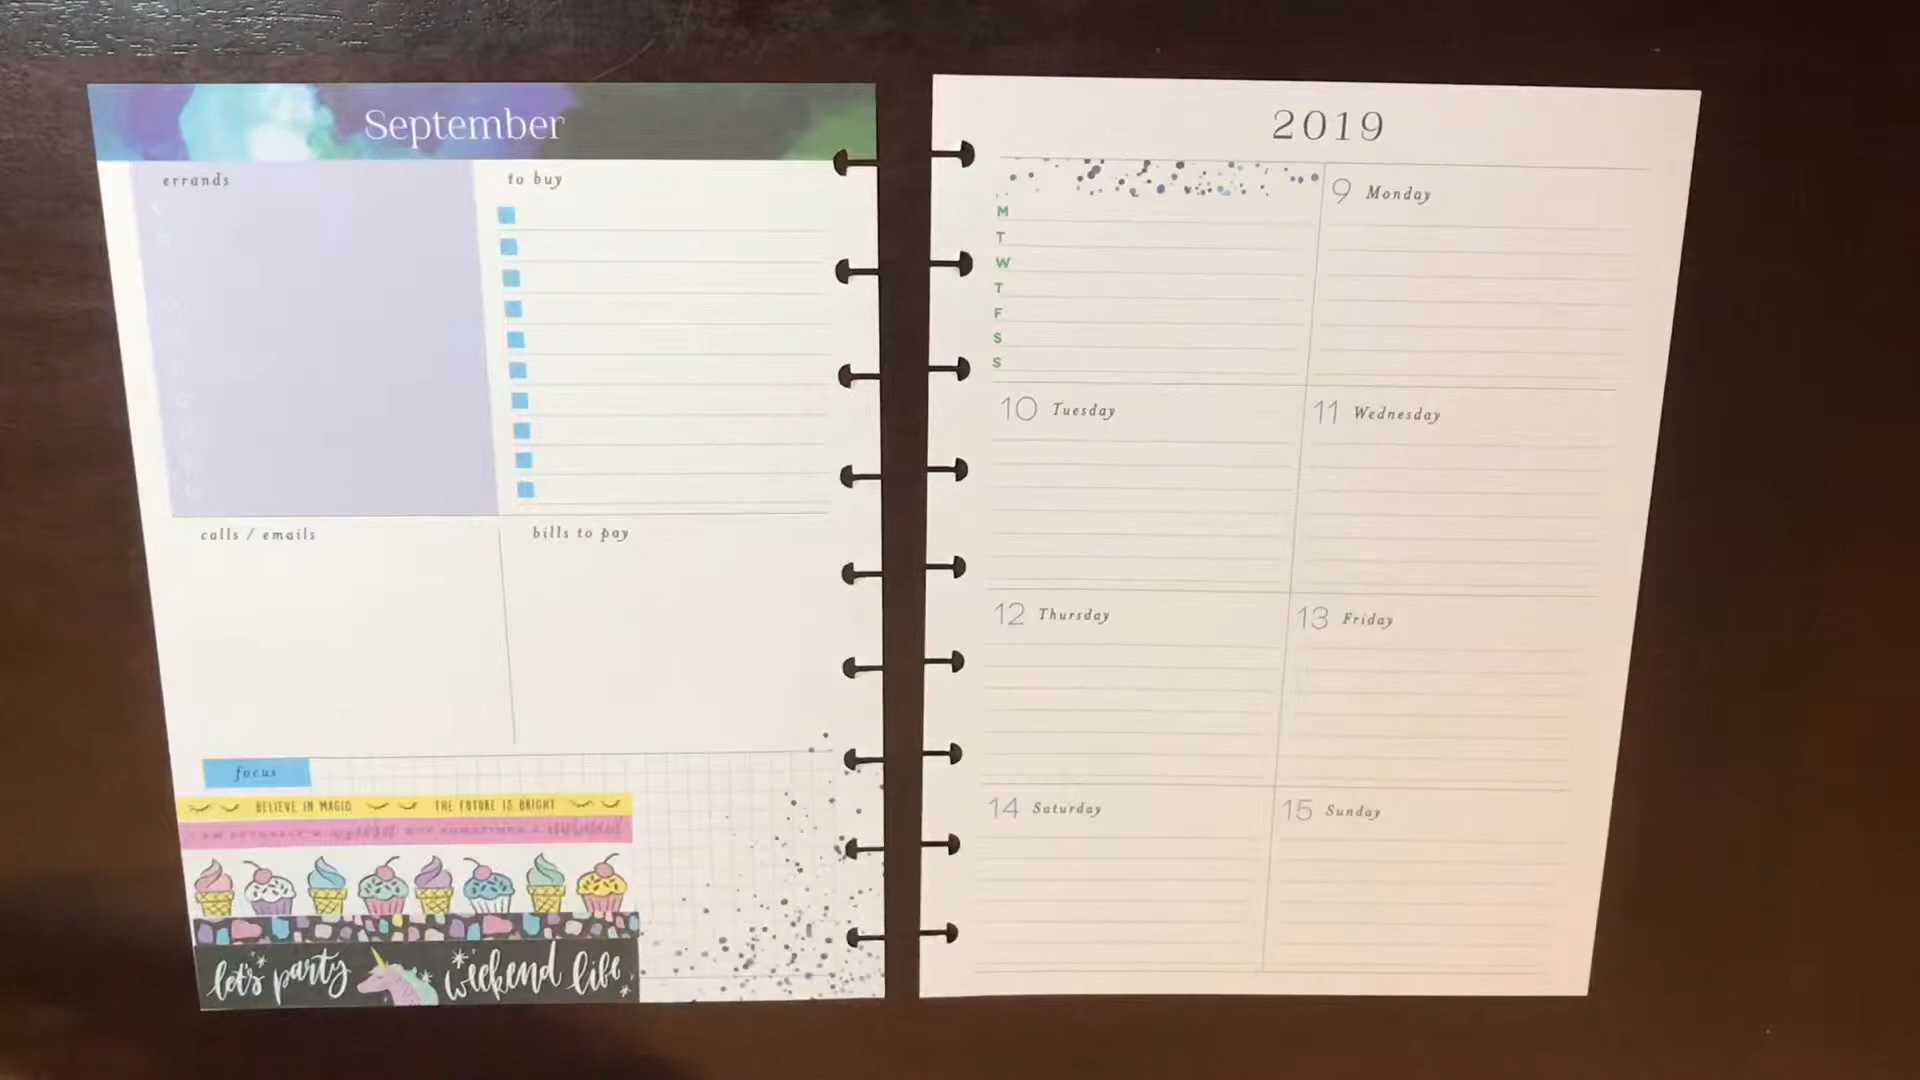 September
errands
to buy
calls / emails
bills to pay
focus
BELIEVE IN MAGIC THE FUTURE IS BRIGHT
let's party weekend life
2019
M
T
W
T
F
S
S
9 Monday
10 Tuesday
11 Wednesday
12 Thursday
13 Friday
14 Saturday
15 Sunday